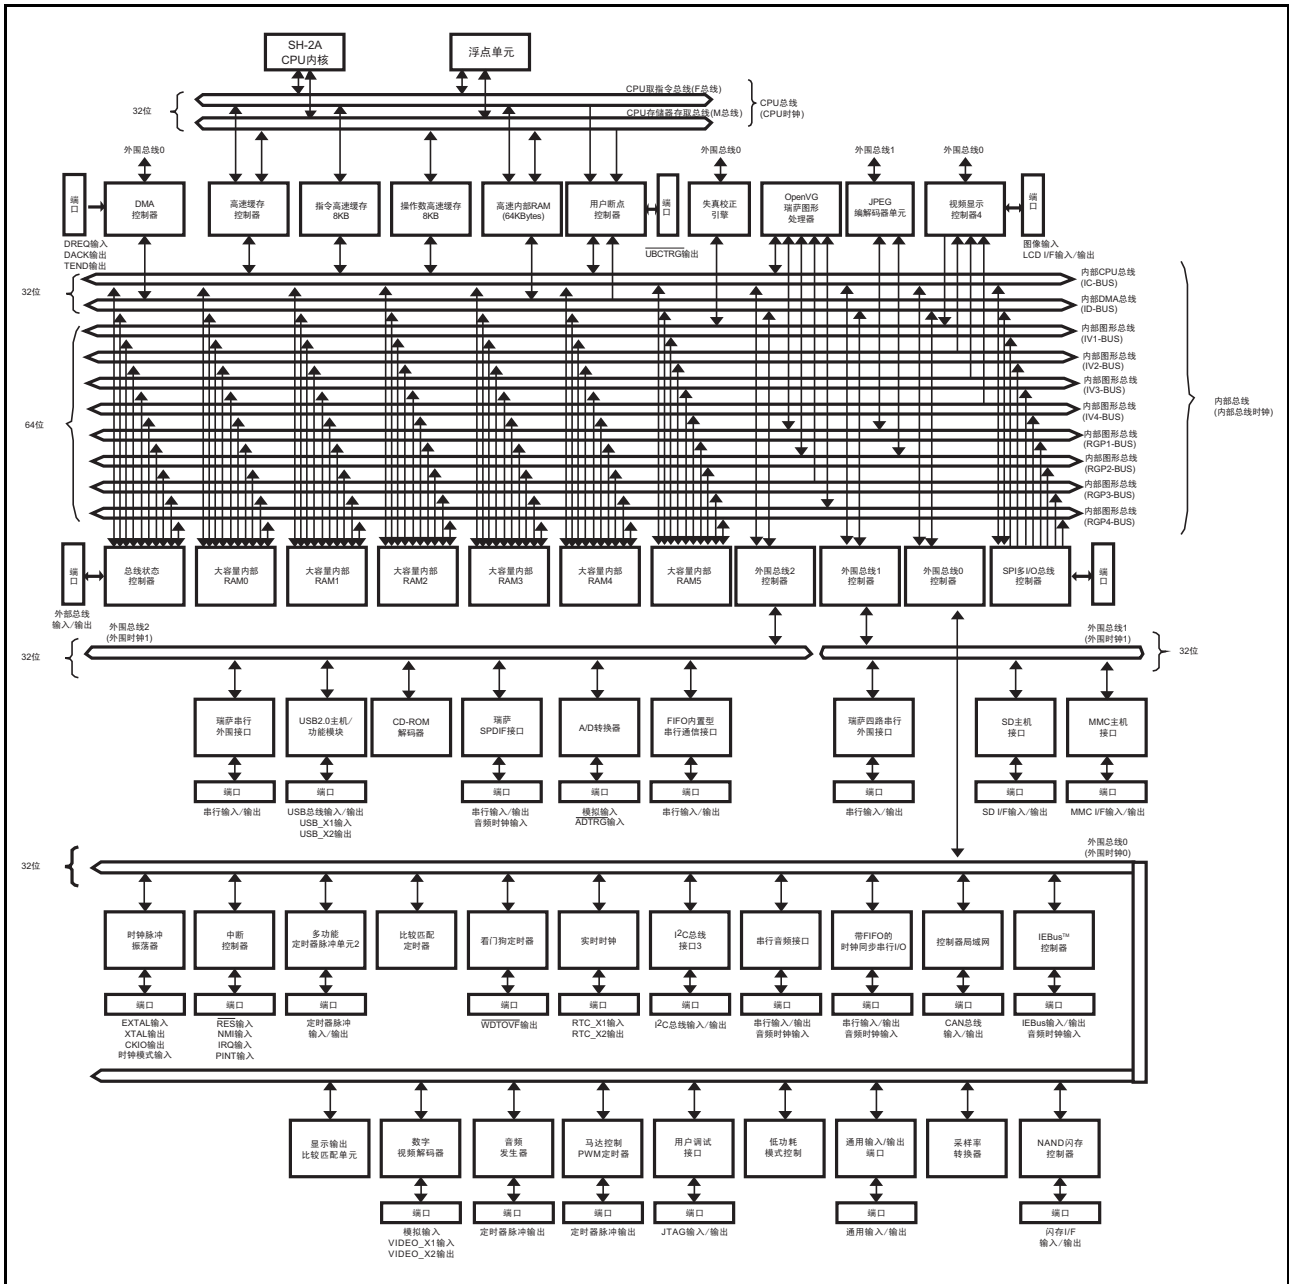 SH-2A
CPU内核
浮点单元
CPU取指令总线(F总线)
32位
CPU总线
(CPU时钟)
CPU存储器存取总线(M总线)
外围总线0
外围总线0
外围总线1
外围总线0
端口
DMA
控制器
高速缓存
控制器
指令高速缓存
8KB
操作数高速缓存
8KB
高速内部RAM
(64KBytes)
用户断点
控制器
端口
失真校正
引擎
OpenVG
瑞萨图形
处理器
JPEG
编解码器单元
视频显示
控制器4
端口
DREQ输入
DACK输出
TEND输出
UBCTRG输出
图像输入
LCD I/F输入/输出
32位
内部CPU总线
(IC-BUS)
内部DMA总线
(ID-BUS)
内部图形总线
(IV1-BUS)
内部图形总线
(IV2-BUS)
内部图形总线
(IV3-BUS)
内部图形总线
(IV4-BUS)
内部图形总线
(RGP1-BUS)
内部图形总线
(RGP2-BUS)
内部图形总线
(RGP3-BUS)
内部图形总线
(RGP4-BUS)
64位
内部总线
(内部总线时钟)
端口
总线状态
控制器
大容量内部
RAM0
大容量内部
RAM1
大容量内部
RAM2
大容量内部
RAM3
大容量内部
RAM4
大容量内部
RAM5
外围总线2
控制器
外围总线1
控制器
外围总线0
控制器
SPI多I/O总线
控制器
端口
外部总线
输入/输出
外围总线2
(外围时钟1)
外围总线1
(外围时钟1)
32位
32位
瑞萨串行
外围接口
USB2.0主机/
功能模块
CD-ROM
解码器
瑞萨
SPDIF接口
A/D转换器
FIFO内置型
串行通信接口
瑞萨四路串行
外围接口
SD主机
接口
MMC主机
接口
端口
端口
端口
端口
端口
端口
端口
端口
串行输入/输出
USB总线输入/输出
USB_X1输入
USB_X2输出
串行输入/输出
音频时钟输入
模拟输入
ADTRG输入
串行输入/输出
串行输入/输出
SD I/F输入/输出
MMC I/F输入/输出
外围总线0
(外围时钟0)
32位
时钟脉冲
振荡器
中断
控制器
多功能
定时器脉冲单元2
比较匹配
定时器
看门狗定时器
实时时钟
I²C总线
接口3
串行音频接口
带FIFO的
时钟同步串行I/O
控制器局域网
IEBus™
控制器
端口
端口
端口
端口
端口
端口
端口
端口
端口
端口
EXTAL输入
XTAL输出
CKIO输出
时钟模式输入
RES输入
NMI输入
IRQ输入
PINT输入
定时器脉冲
输入/输出
WDTOVF输出
RTC_X1输入
RTC_X2输出
I²C总线输入/输出
串行输入/输出
音频时钟输入
串行输入/输出
音频时钟输入
CAN总线
输入/输出
IEBus输入/输出
音频时钟输入
显示输出
比较匹配单元
数字
视频解码器
音频
发生器
马达控制
PWM定时器
用户调试
接口
低功耗
模式控制
通用输入/输出
端口
采样率
转换器
NAND闪存
控制器
端口
端口
端口
端口
端口
端口
模拟输入
VIDEO_X1输入
VIDEO_X2输出
定时器脉冲输出
定时器脉冲输出
JTAG输入/输出
通用输入/输出
闪存I/F
输入/输出